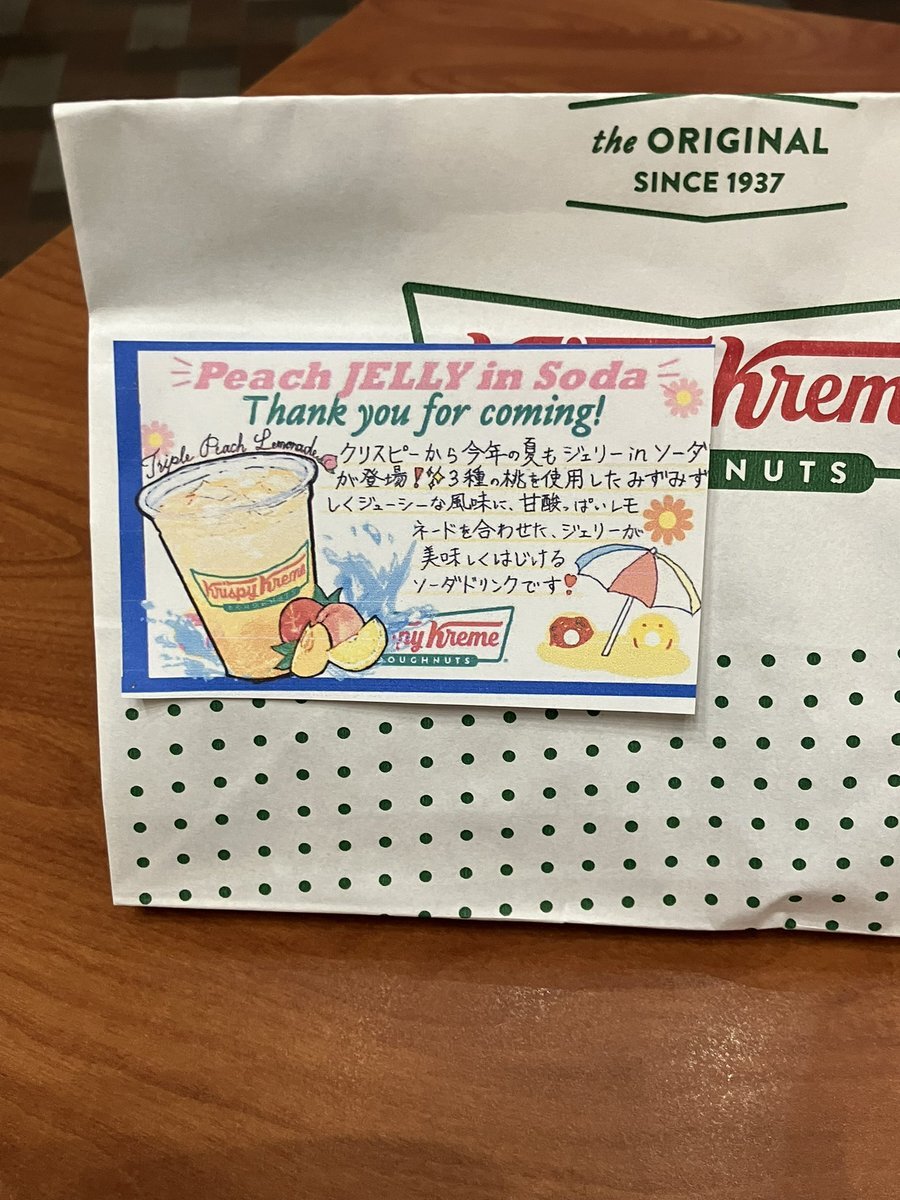 the ORIGINAL
SINCE 1937
Kreme
NUTS
Peach JELLY in Soda
Thank you for coming!
Triple Peach Lemonade
クリスピーから今年の夏もジェリーinソーダ
が登場❗✨3種の桃を使用したみずみず
しくジューシーな風味に、甘酸っぱいレモ
ネードを合わせた、ジェリーが
美味しくはじける
ソーダドリンクです❣
Krispy Kreme
DOUGHNUTS
py Kreme
OUGHNUTS